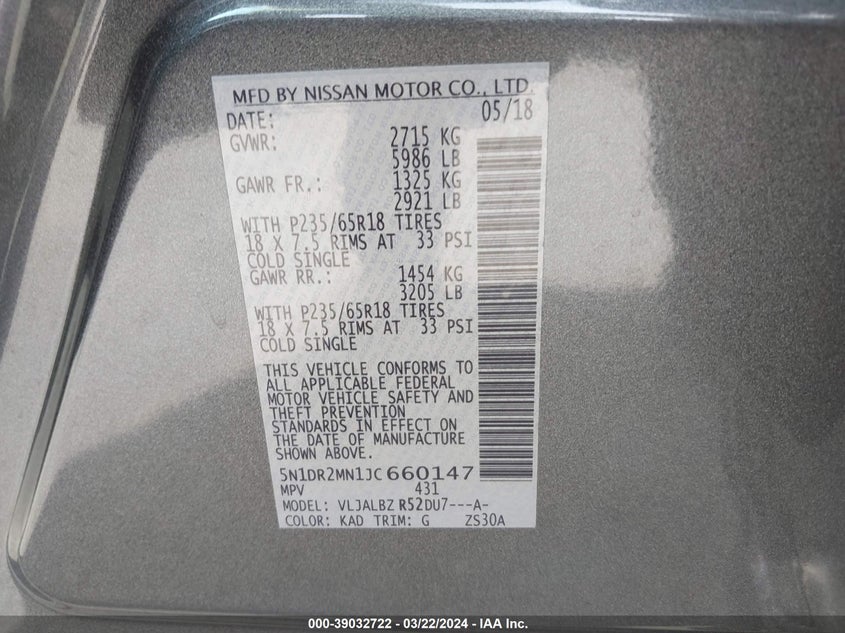 MFD BY NISSAN MOTOR CO., LTD.
DATE: 05/18
GVWR: 2715 KG
5986 LB
GAWR FR.: 1325 KG
2921 LB
WITH P235/65R18 TIRES
18 X 7.5 RIMS AT 33 PSI
COLD SINGLE
GAWR RR.: 1454 KG
3205 LB
WITH P235/65R18 TIRES
18 X 7.5 RIMS AT 33 PSI
COLD SINGLE
THIS VEHICLE CONFORMS TO
ALL APPLICABLE FEDERAL
MOTOR VEHICLE SAFETY AND
THEFT PREVENTION
STANDARDS IN EFFECT ON
THE DATE OF MANUFACTURE
SHOWN ABOVE.
5N1DR2MN1JC660147
MPV 431
MODEL: VLJALBZ R52DU7---A-
COLOR: KAD TRIM: G ZS30A
000-39032722 - 03/22/2024 - IAA Inc.